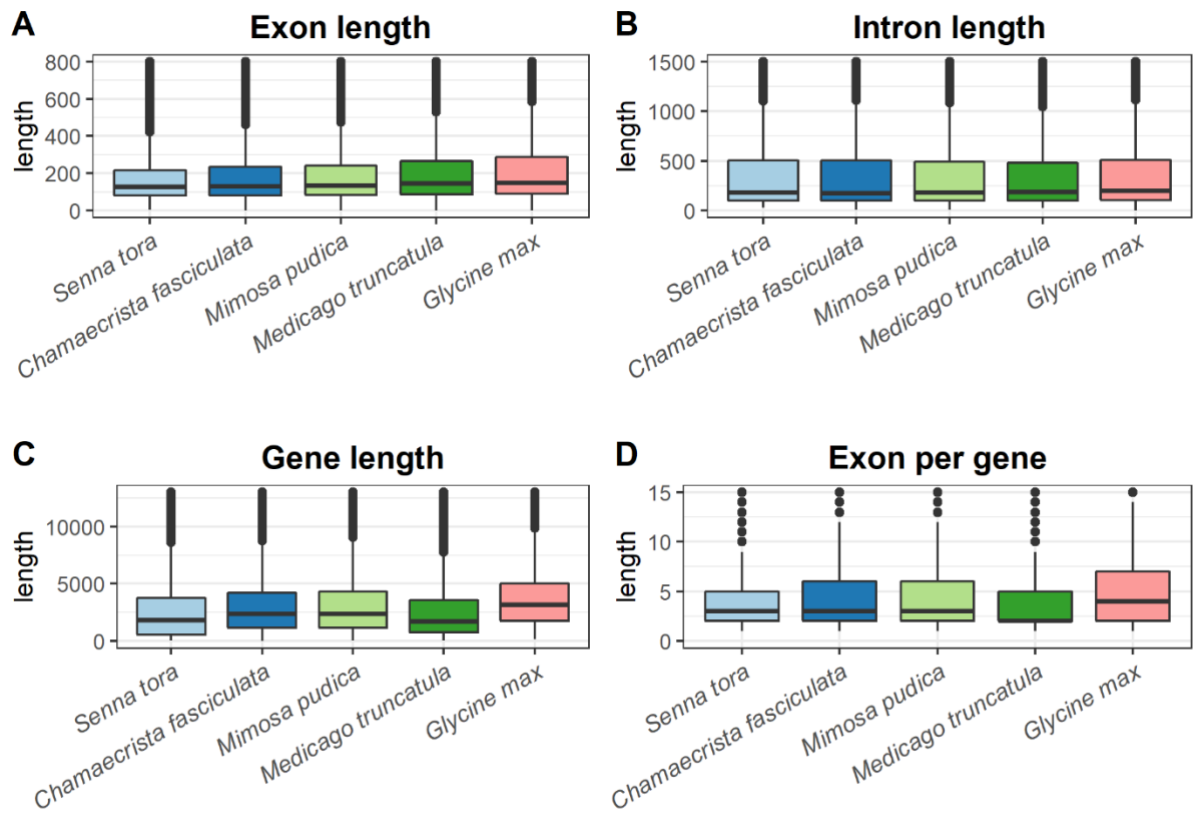 A
Exon length
length
800
600
400
200
0
Senna tora
Chamaecrista fasciculata
Mimosa pudica
Medicago truncatula
Glycine max
B
Intron length
length
1500
1000
500
0
Senna tora
Chamaecrista fasciculata
Mimosa pudica
Medicago truncatula
Glycine max
C
Gene length
length
10000
5000
0
Senna tora
Chamaecrista fasciculata
Mimosa pudica
Medicago truncatula
Glycine max
D
Exon per gene
length
15
10
5
0
Senna tora
Chamaecrista fasciculata
Mimosa pudica
Medicago truncatula
Glycine max